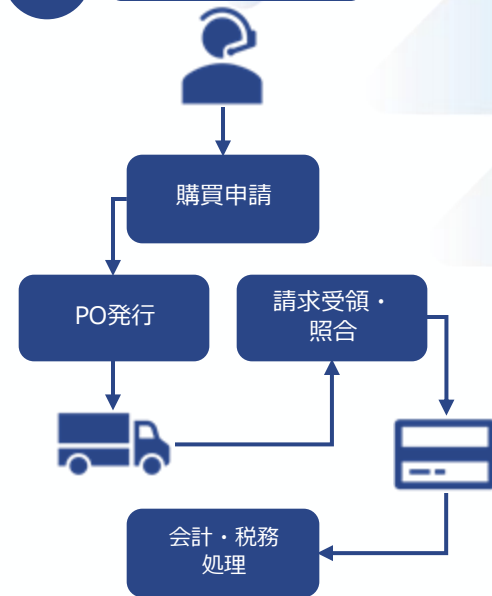 購買申請
PO発行
請求受領・
照合
会計・税務
処理